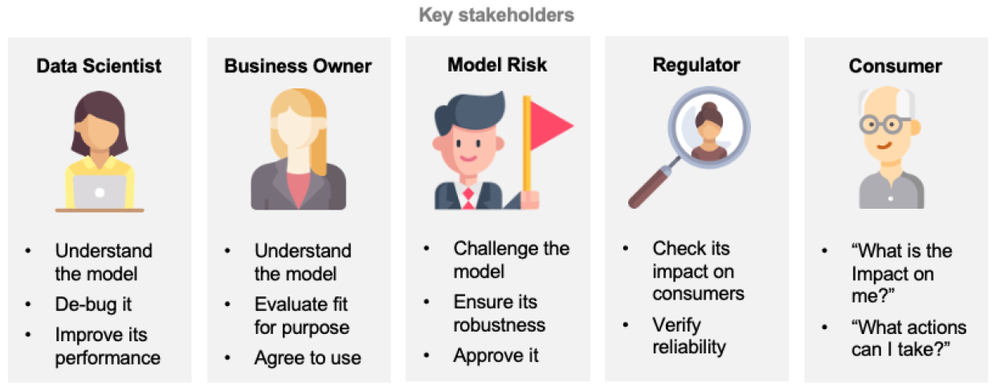 Key stakeholders
Data Scientist
• Understand
the model
• De-bug it
• Improve its
performance
Business Owner
• Understand
the model
• Evaluate fit
for purpose
• Agree to use
Model Risk
• Challenge the
model
• Ensure its
robustness
• Approve it
Regulator
• Check its
impact on
consumers
• Verify
reliability
Consumer
• “What is the
Impact on
me?”
• “What actions
can I take?”